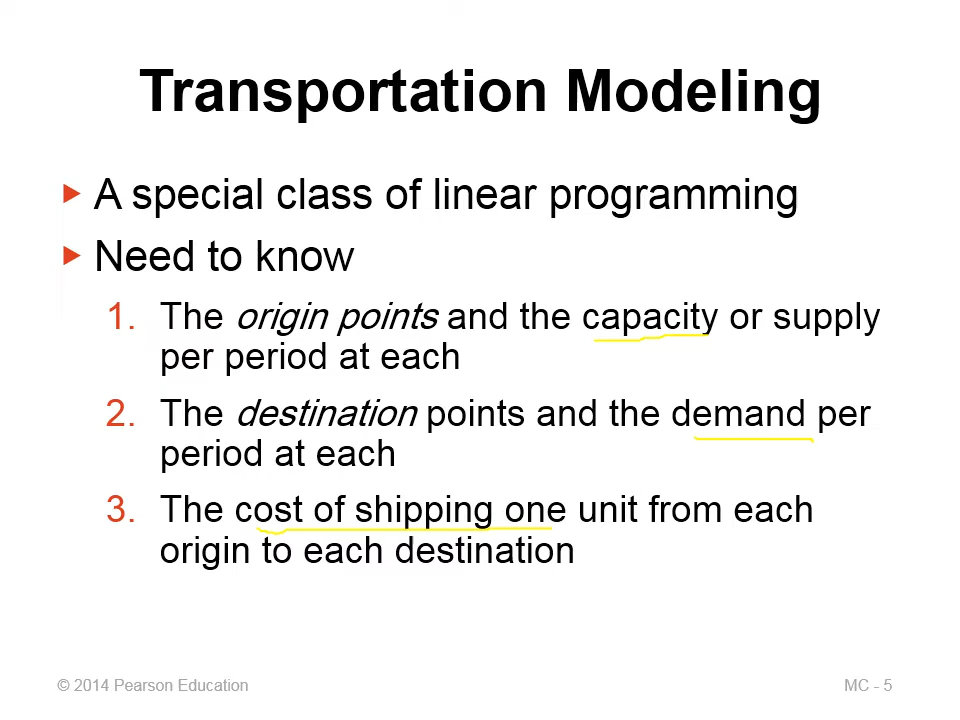 Transportation Modeling
A special class of linear programming
Need to know
1. The origin points and the capacity or supply
per period at each
2. The destination points and the demand per
period at each
3. The cost of shipping one unit from each
origin to each destination
© 2014 Pearson Education
MC - 5